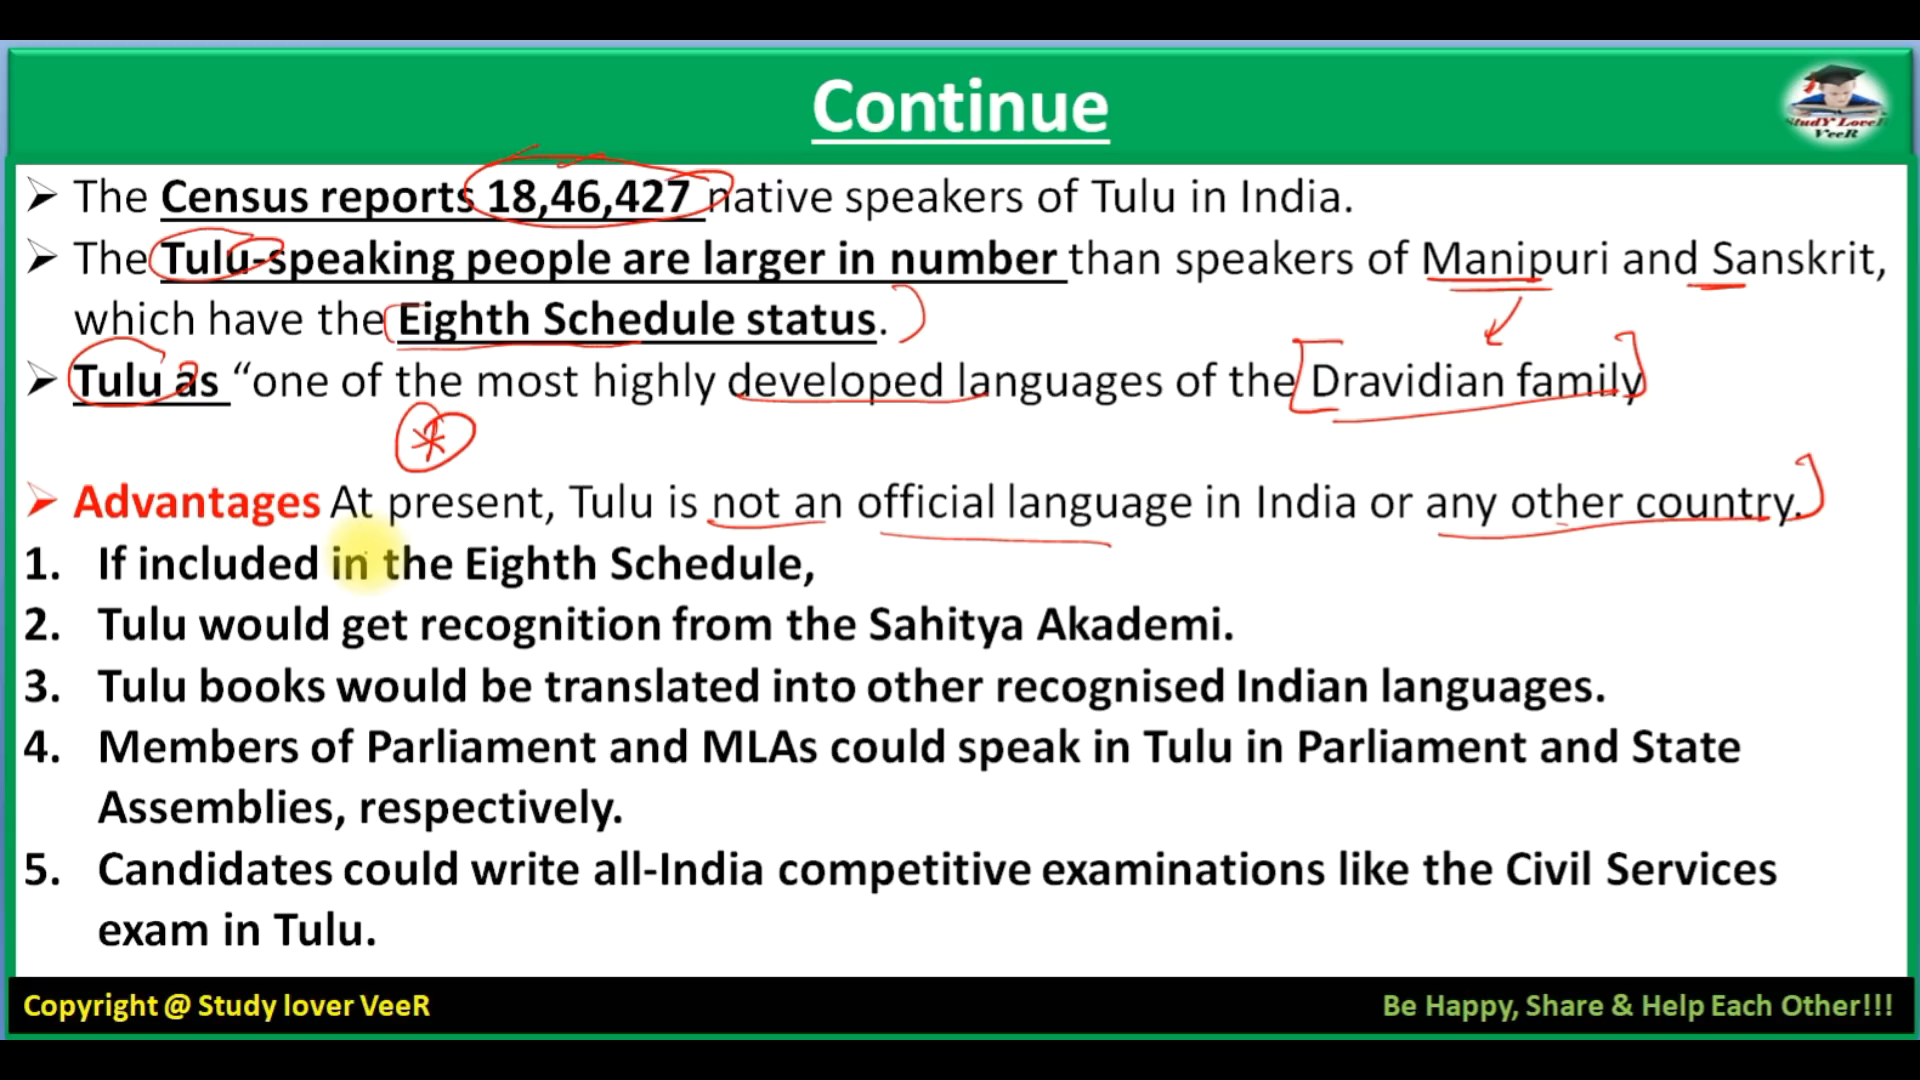 Continue
StudY LoveR
VeeR
➢ The Census reports 18,46,427 native speakers of Tulu in India.
➢ The Tulu-speaking people are larger in number than speakers of Manipuri and Sanskrit,
which have the Eighth Schedule status.
➢ Tulu as “one of the most highly developed languages of the Dravidian family
➢ Advantages At present, Tulu is not an official language in India or any other country.
1. If included in the Eighth Schedule,
2. Tulu would get recognition from the Sahitya Akademi.
3. Tulu books would be translated into other recognised Indian languages.
4. Members of Parliament and MLAs could speak in Tulu in Parliament and State
Assemblies, respectively.
5. Candidates could write all-India competitive examinations like the Civil Services
exam in Tulu.
Copyright @ Study lover VeeR
Be Happy, Share & Help Each Other!!!